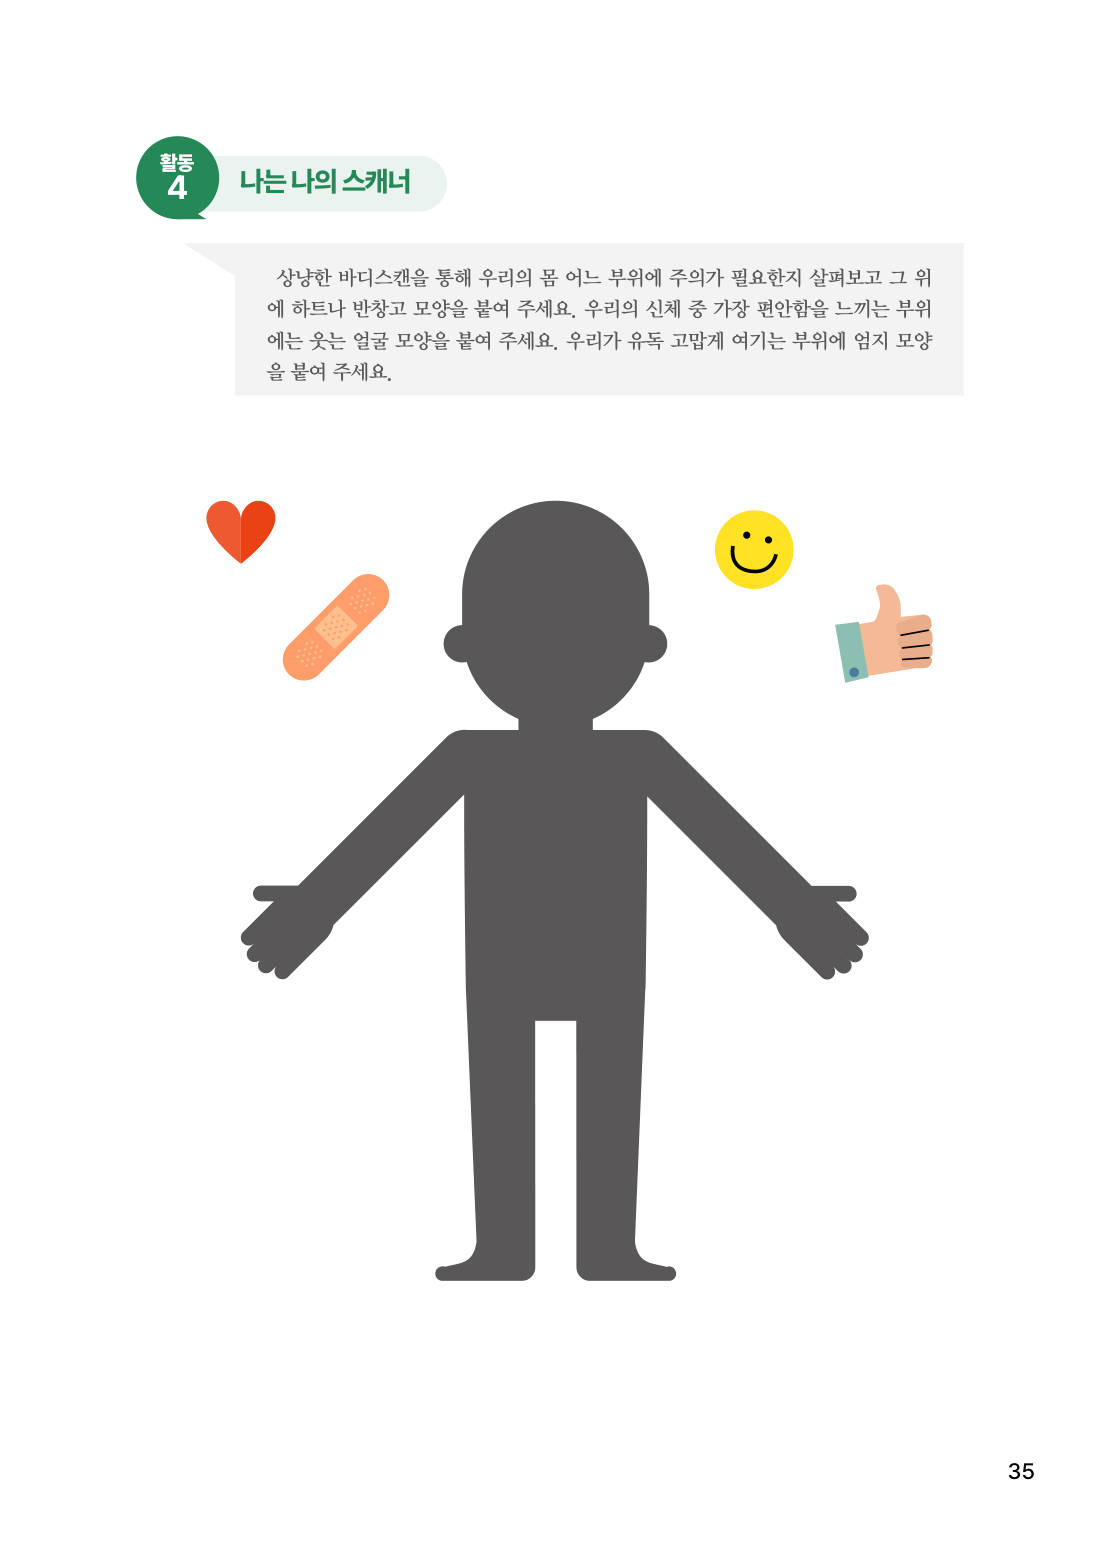 활동
4
나는 나의 스캐너
상냥한 바디스캔을 통해 우리의 몸 어느 부위에 주의가 필요한지 살펴보고 그 위
에 하트나 반창고 모양을 붙여 주세요. 우리의 신체 중 가장 편안함을 느끼는 부위
에는 웃는 얼굴 모양을 붙여 주세요. 우리가 유독 고맙게 여기는 부위에 엄지 모양
을 붙여 주세요.
35